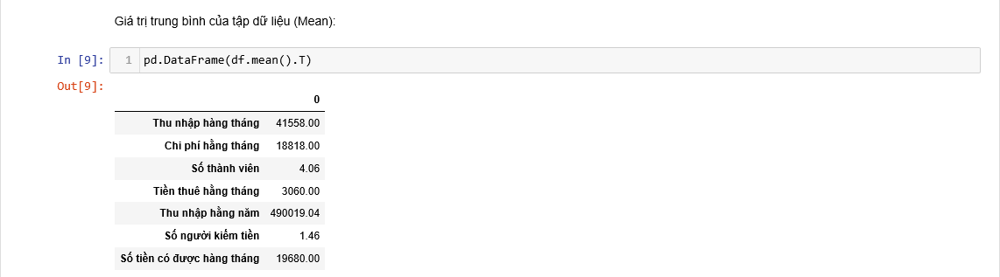 Giá trị trung bình của tập dữ liệu (Mean):
In [9]: 1 pd.DataFrame(df.mean().T)
Out[9]:
0
Thu nhập hàng tháng 41558.00
Chi phí hằng tháng 18818.00
Số thành viên 4.06
Tiền thuê hằng tháng 3060.00
Thu nhập hằng năm 490019.04
Số người kiếm tiền 1.46
Số tiền có được hàng tháng 19680.00